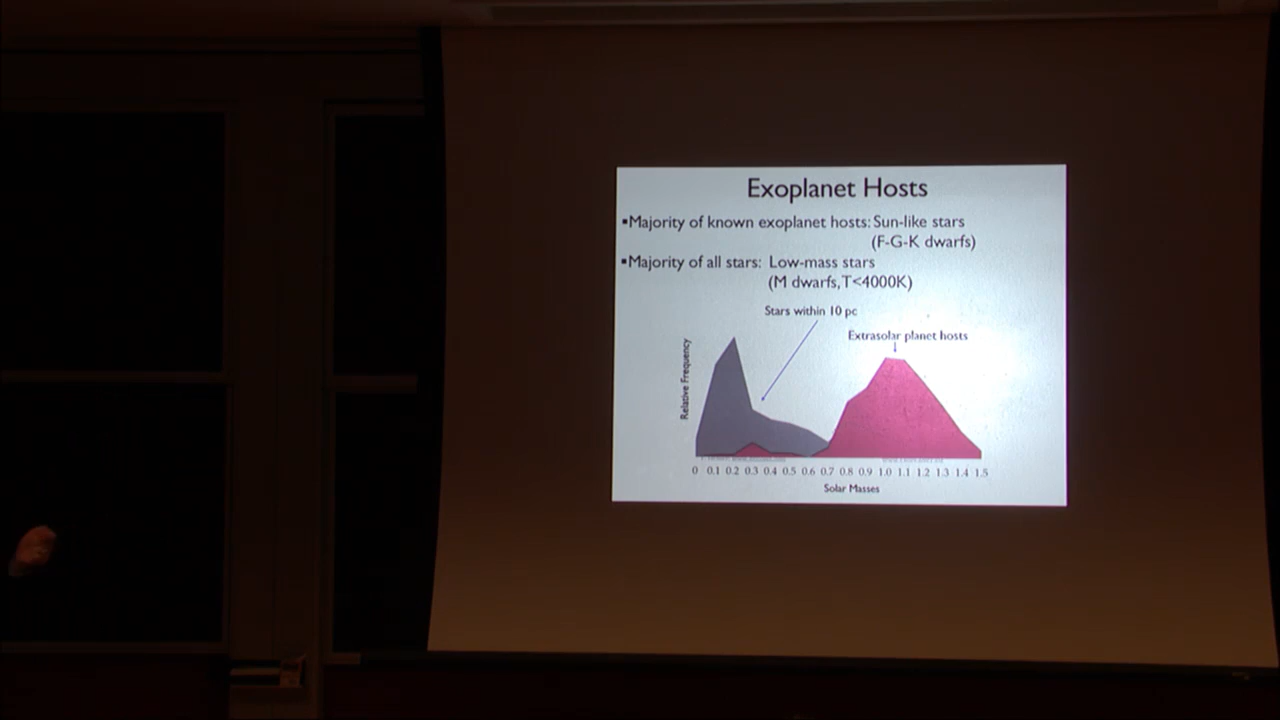 Exoplanet Hosts
▪Majority of known exoplanet hosts: Sun-like stars
(F-G-K dwarfs)
▪Majority of all stars: Low-mass stars
(M dwarfs,T<4000K)
Stars within 10 pc
Extrasolar planet hosts
Relative Frequency
0 0.1 0.2 0.3 0.4 0.5 0.6 0.7 0.8 0.9 1.0 1.1 1.2 1.3 1.4 1.5
Solar Masses